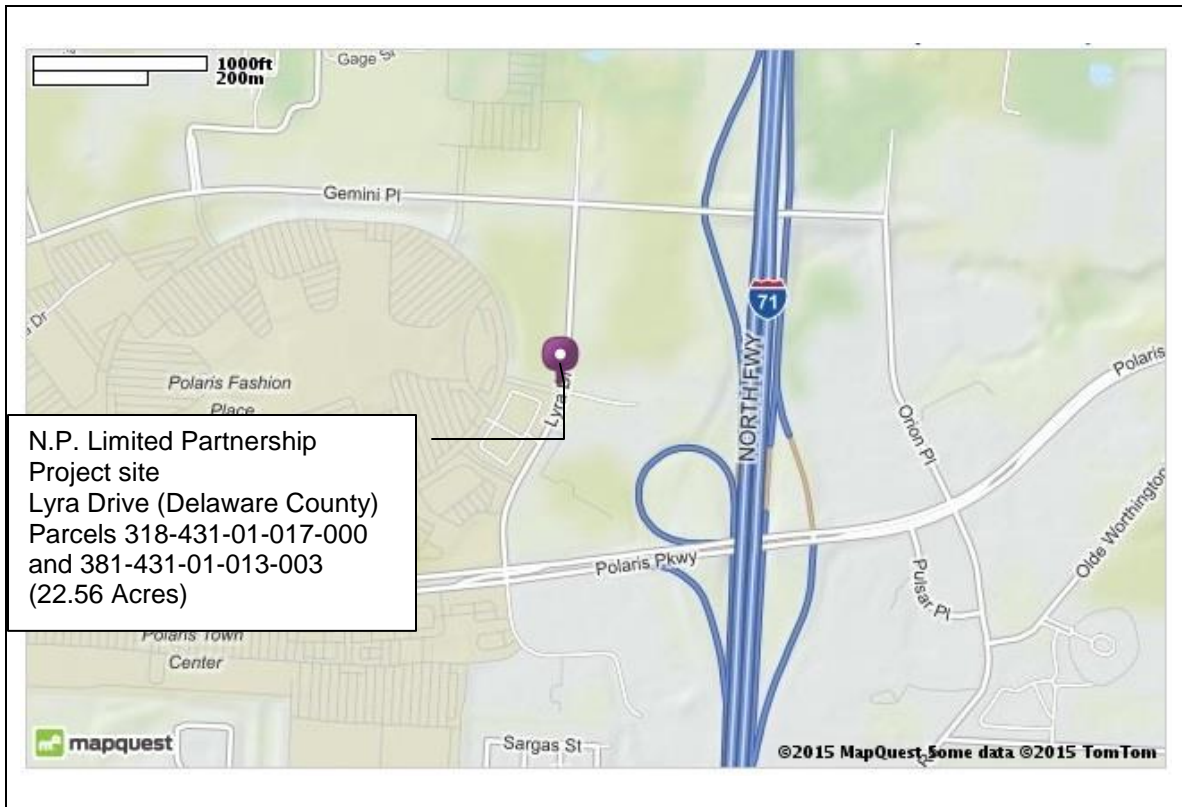 1000ft
200m
Gage St
Gemini Pl
71
NORTH FWY
Polaris Fashion
Place
Lyra Dr
Dr
Polaris
Orion Pl
N.P. Limited Partnership
Project site
Lyra Drive (Delaware County)
Parcels 318-431-01-017-000
and 381-431-01-013-003
(22.56 Acres)
Polaris Pkwy
Pulsar Pl
Olde Worthington
Polaris Town
Center
Sargas St
mapquest
©2015 MapQuest Some data ©2015 TomTom